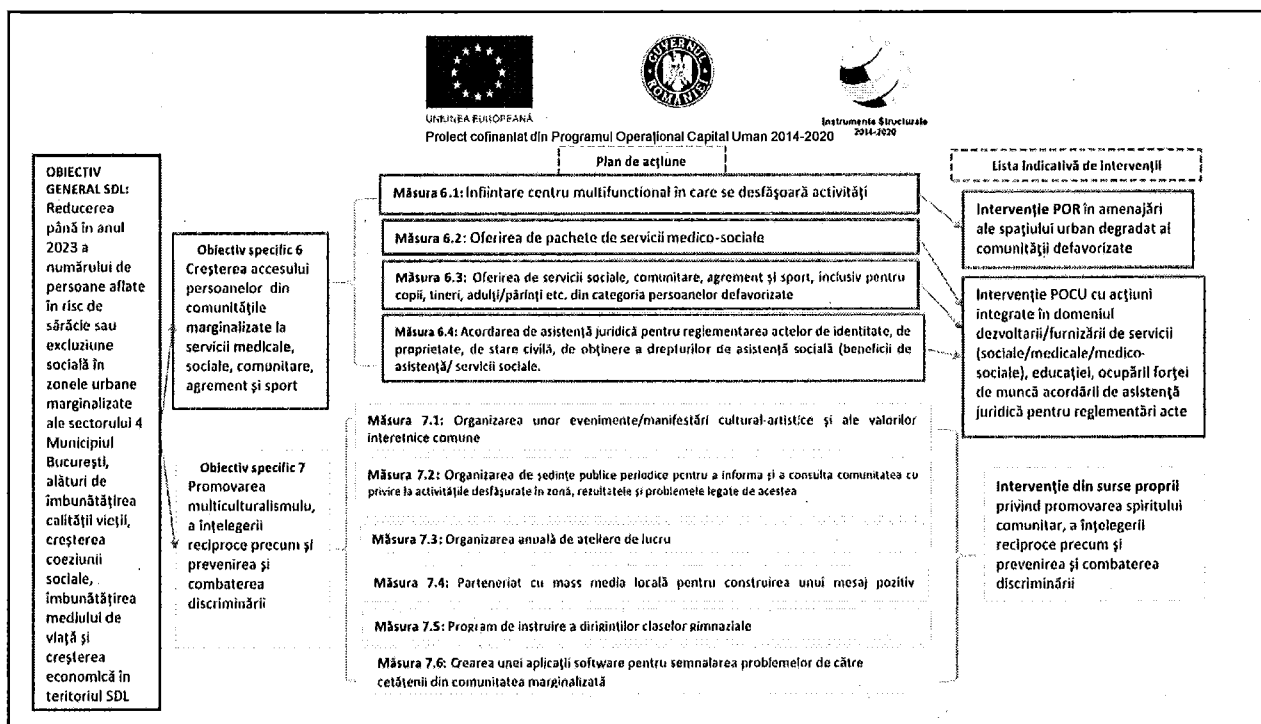 UNIUNEA EUROPEANĂ
GUVERNUL ROMÂNIEI
Instrumente Structurale
2014-2020
Proiect cofinanțat din Programul Operațional Capital Uman 2014-2020
Plan de acțiune
Lista indicativă de intervenții
OBIECTIV
GENERAL SDL:
Reducerea
până în anul
2023 a
numărului de
persoane aflate
în risc de
sărăcie sau
excluziune
socială în
zonele urbane
marginalizate
ale sectorului 4
Municipiul
București,
alături de
îmbunătățirea
calității vieții,
creșterea
coeziunii
sociale,
îmbunătățirea
mediului de
viață și
creșterea
economică în
teritoriul SDL
Obiectiv specific 6
Creșterea accesului
persoanelor din
comunitățile
marginalizate la
servicii medicale,
sociale, comunitare,
agrement și sport
Măsura 6.1: Înființare centru multifunctional în care se desfășoară activități
Măsura 6.2: Oferirea de pachete de servicii medico-sociale
Măsura 6.3: Oferirea de servicii sociale, comunitare, agrement și sport, inclusiv pentru
copii, tineri, adulți/părinți etc. din categoria persoanelor defavorizate
Măsura 6.4: Acordarea de asistență juridică pentru reglementarea actelor de identitate, de
proprietate, de stare civilă, de obținere a drepturilor de asistență socială (beneficii de
asistență/ servicii sociale.
Intervenție POR în amenajări
ale spațiului urban degradat al
comunității defavorizate
Intervenție POCU cu acțiuni
integrate în domeniul
dezvoltarii/furnizării de servicii
(sociale/medicale/medico-
sociale), educației, ocupării forței
de muncă acordării de asistență
juridică pentru reglementări acte
Obiectiv specific 7
Promovarea
multiculturalismulu,
a înțelegerii
reciproce precum și
prevenirea și
combaterea
discriminării
Măsura 7.1: Organizarea unor evenimente/manifestări cultural-artistice și ale valorilor
interetnice comune
Măsura 7.2: Organizarea de ședințe publice periodice pentru a informa și a consulta comunitatea cu
privire la activitățile desfășurate în zonă, rezultatele și problemele legate de acestea
Măsura 7.3: Organizarea anuală de ateliere de lucru
Măsura 7.4: Parteneriat cu mass media locală pentru construirea unui mesaj pozitiv
Măsura 7.5: Program de instruire a diriginților claselor gimnaziale
Măsura 7.6: Crearea unei aplicații software pentru semnalarea problemelor de către
cetățenii din comunitatea marginalizată
Intervenție din surse proprii
privind promovarea spiritului
comunitar, a înțelegerii
reciproce precum și
prevenirea și combaterea
discriminării